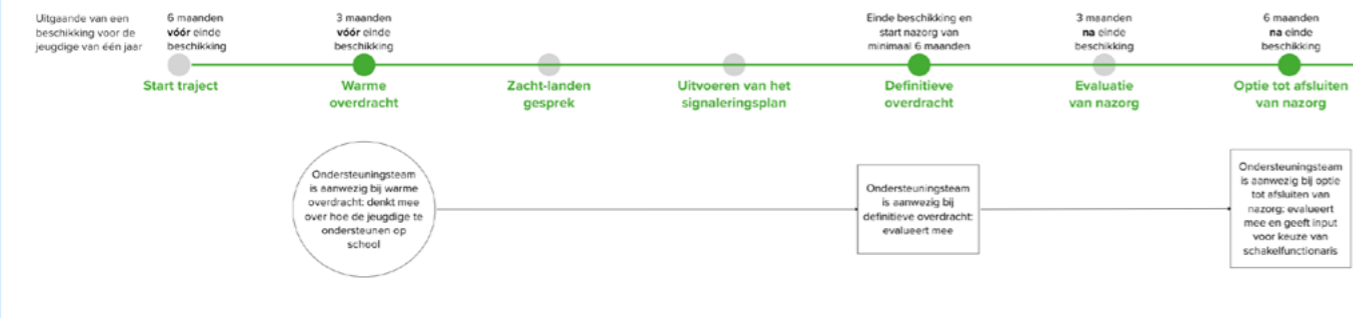 Uitgaande van een
beschikking voor de
jeugdige van één jaar
6 maanden
vóór einde
beschikking
3 maanden
vóór einde
beschikking
Einde beschikking en
start nazorg van
minimaal 6 maanden
3 maanden
na einde
beschikking
6 maanden
na einde
beschikking
Start traject
Warme
overdracht
Zacht-landen
gesprek
Uitvoeren van het
signaleringsplan
Definitieve
overdracht
Evaluatie
van nazorg
Optie tot afsluiten
van nazorg
Ondersteuningsteam
is aanwezig bij warme
overdracht: denkt mee
over hoe de jeugdige te
ondersteunen op
school
Ondersteuningsteam
is aanwezig bij
definitieve overdracht:
evalueert mee
Ondersteuningsteam
is aanwezig bij optie
tot afsluiten van
nazorg: evalueert
mee en geeft input
voor keuze van
schakelfunctionaris